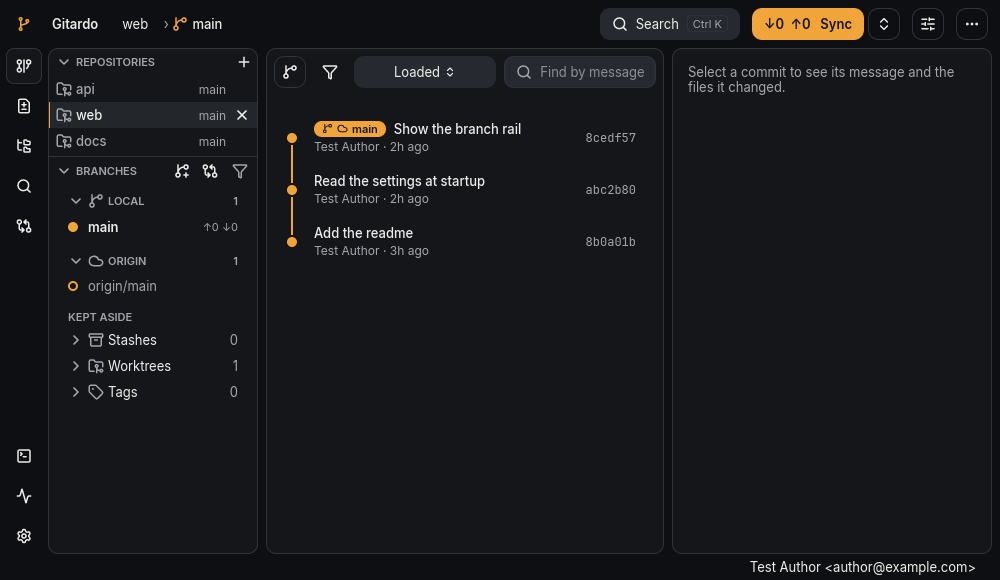 Gitardo web › main Search Ctrl K ↓0 ↑0 Sync
REPOSITORIES
api main
web main
docs main
BRANCHES
LOCAL 1
main ↑0 ↓0
ORIGIN 1
origin/main
KEPT ASIDE
Stashes 0
Worktrees 1
Tags 0
Loaded Find by message
main Show the branch rail 8cedf57
Test Author · 2h ago
Read the settings at startup abc2b80
Test Author · 2h ago
Add the readme 8b0a01b
Test Author · 3h ago
Select a commit to see its message and the
files it changed.
Test Author <author@example.com>